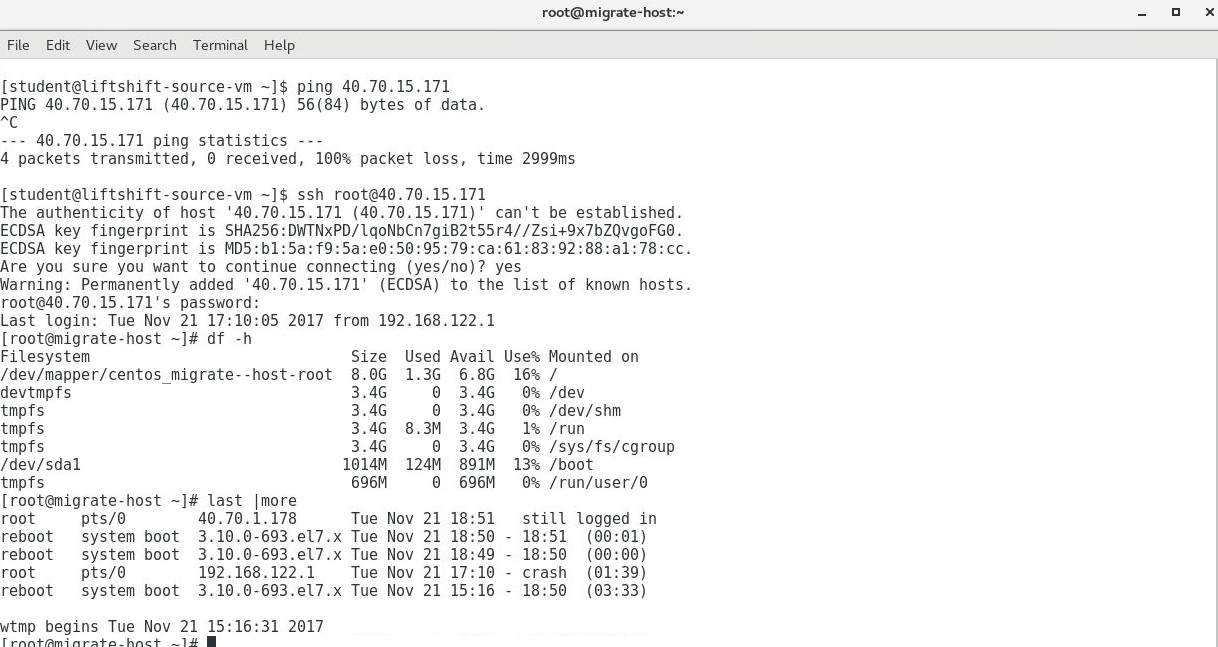 root@migrate-host:~
File Edit View Search Terminal Help
[student@liftshift-source-vm ~]$ ping 40.70.15.171
PING 40.70.15.171 (40.70.15.171) 56(84) bytes of data.
^C
--- 40.70.15.171 ping statistics ---
4 packets transmitted, 0 received, 100% packet loss, time 2999ms
[student@liftshift-source-vm ~]$ ssh root@40.70.15.171
The authenticity of host '40.70.15.171 (40.70.15.171)' can't be established.
ECDSA key fingerprint is SHA256:DWTNxPD/lqoNbCn7giB2t55r4//Zsi+9x7bZQvgoFG0.
ECDSA key fingerprint is MD5:b1:5a:f9:5a:e0:50:95:79:ca:61:83:92:88:a1:78:cc.
Are you sure you want to continue connecting (yes/no)? yes
Warning: Permanently added '40.70.15.171' (ECDSA) to the list of known hosts.
root@40.70.15.171's password:
Last login: Tue Nov 21 17:10:05 2017 from 192.168.122.1
[root@migrate-host ~]# df -h
Filesystem                             Size  Used Avail Use% Mounted on
/dev/mapper/centos_migrate--host-root  8.0G  1.3G  6.8G  16% /
devtmpfs                               3.4G     0  3.4G   0% /dev
tmpfs                                  3.4G     0  3.4G   0% /dev/shm
tmpfs                                  3.4G  8.3M  3.4G   1% /run
tmpfs                                  3.4G     0  3.4G   0% /sys/fs/cgroup
/dev/sda1                             1014M  124M  891M  13% /boot
tmpfs                                  696M     0  696M   0% /run/user/0
[root@migrate-host ~]# last |more
root     pts/0        40.70.1.178      Tue Nov 21 18:51   still logged in
reboot   system boot  3.10.0-693.el7.x Tue Nov 21 18:50 - 18:51  (00:01)
reboot   system boot  3.10.0-693.el7.x Tue Nov 21 18:49 - 18:50  (00:00)
root     pts/0        192.168.122.1    Tue Nov 21 17:10 - crash  (01:39)
reboot   system boot  3.10.0-693.el7.x Tue Nov 21 15:16 - 18:50  (03:33)
wtmp begins Tue Nov 21 15:16:31 2017
[root@migrate-host ~]#